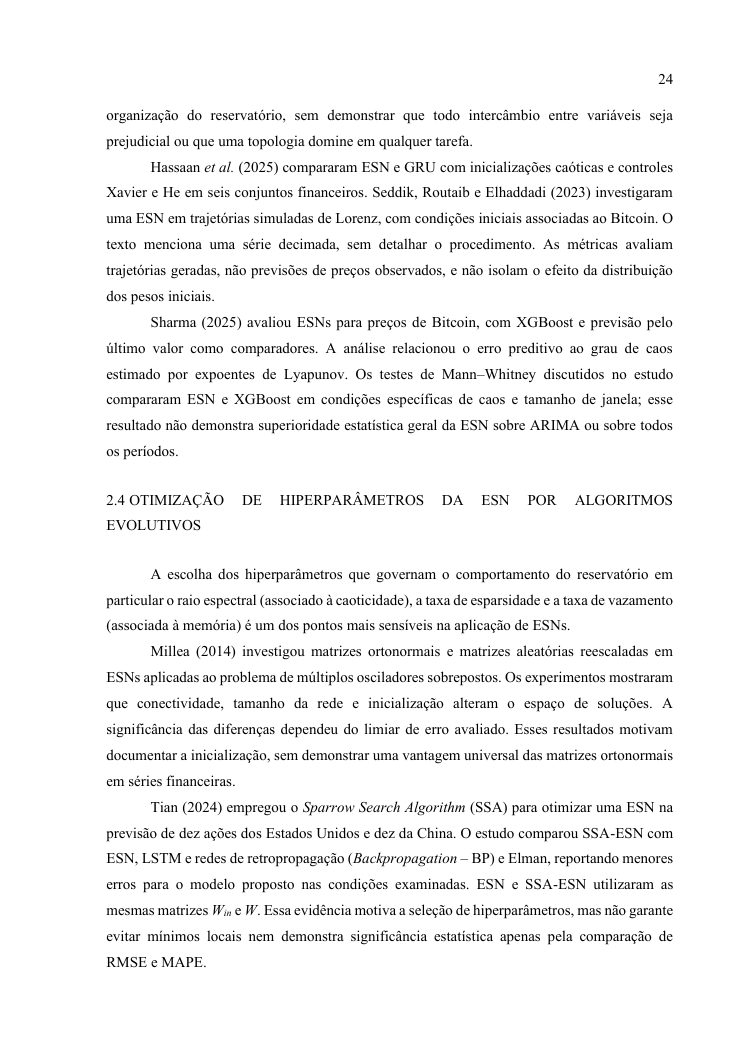 24
organização do reservatório, sem demonstrar que todo intercâmbio entre variáveis seja
prejudicial ou que uma topologia domine em qualquer tarefa.
Hassaan et al. (2025) compararam ESN e GRU com inicializações caóticas e controles
Xavier e He em seis conjuntos financeiros. Seddik, Routaib e Elhaddadi (2023) investigaram
uma ESN em trajetórias simuladas de Lorenz, com condições iniciais associadas ao Bitcoin. O
texto menciona uma série decimada, sem detalhar o procedimento. As métricas avaliam
trajetórias geradas, não previsões de preços observados, e não isolam o efeito da distribuição
dos pesos iniciais.
Sharma (2025) avaliou ESNs para preços de Bitcoin, com XGBoost e previsão pelo
último valor como comparadores. A análise relacionou o erro preditivo ao grau de caos
estimado por expoentes de Lyapunov. Os testes de Mann–Whitney discutidos no estudo
compararam ESN e XGBoost em condições específicas de caos e tamanho de janela; esse
resultado não demonstra superioridade estatística geral da ESN sobre ARIMA ou sobre todos
os períodos.
2.4 OTIMIZAÇÃO DE HIPERPARÂMETROS DA ESN POR ALGORITMOS
EVOLUTIVOS
A escolha dos hiperparâmetros que governam o comportamento do reservatório em
particular o raio espectral (associado à caoticidade), a taxa de esparsidade e a taxa de vazamento
(associada à memória) é um dos pontos mais sensíveis na aplicação de ESNs.
Millea (2014) investigou matrizes ortonormais e matrizes aleatórias reescaladas em
ESNs aplicadas ao problema de múltiplos osciladores sobrepostos. Os experimentos mostraram
que conectividade, tamanho da rede e inicialização alteram o espaço de soluções. A
significância das diferenças dependeu do limiar de erro avaliado. Esses resultados motivam
documentar a inicialização, sem demonstrar uma vantagem universal das matrizes ortonormais
em séries financeiras.
Tian (2024) empregou o Sparrow Search Algorithm (SSA) para otimizar uma ESN na
previsão de dez ações dos Estados Unidos e dez da China. O estudo comparou SSA-ESN com
ESN, LSTM e redes de retropropagação (Backpropagation – BP) e Elman, reportando menores
erros para o modelo proposto nas condições examinadas. ESN e SSA-ESN utilizaram as
mesmas matrizes Win e W. Essa evidência motiva a seleção de hiperparâmetros, mas não garante
evitar mínimos locais nem demonstra significância estatística apenas pela comparação de
RMSE e MAPE.